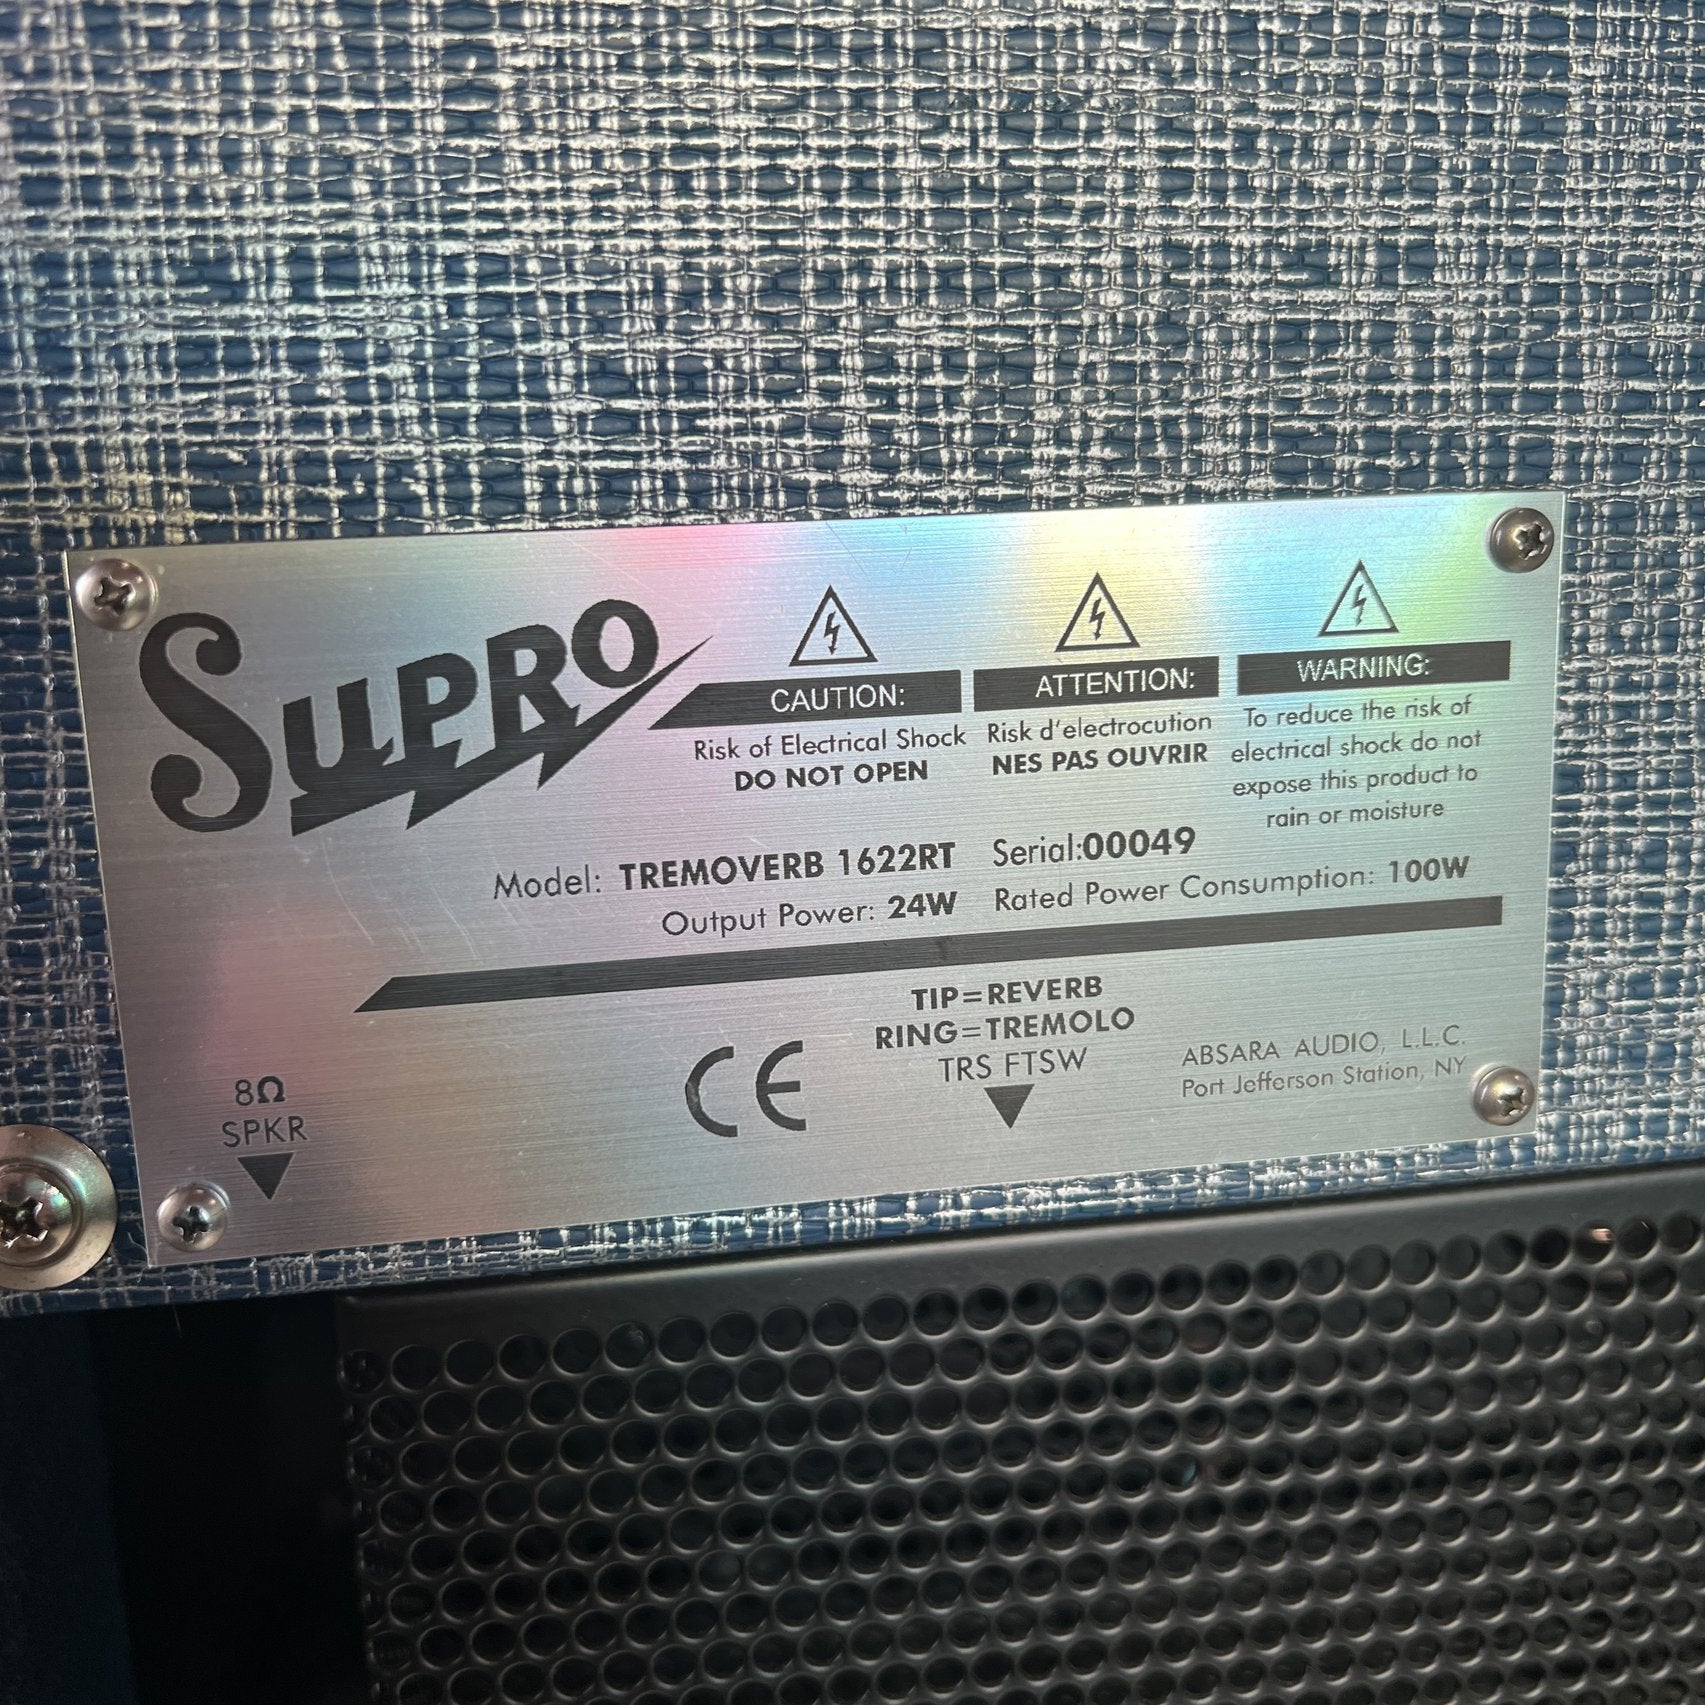 SUPRO
CAUTION:
Risk of Electrical Shock
DO NOT OPEN
ATTENTION:
Risk d'electrocution
NES PAS OUVRIR
WARNING:
To reduce the risk of
electrical shock do not
expose this product to
rain or moisture
Model: TREMOVERB 1622RT Serial:00049
Output Power: 24W Rated Power Consumption: 100W
8Ω
SPKR
CE
TIP=REVERB
RING=TREMOLO
TRS FTSW
ABSARA AUDIO, L.L.C.
Port Jefferson Station, NY